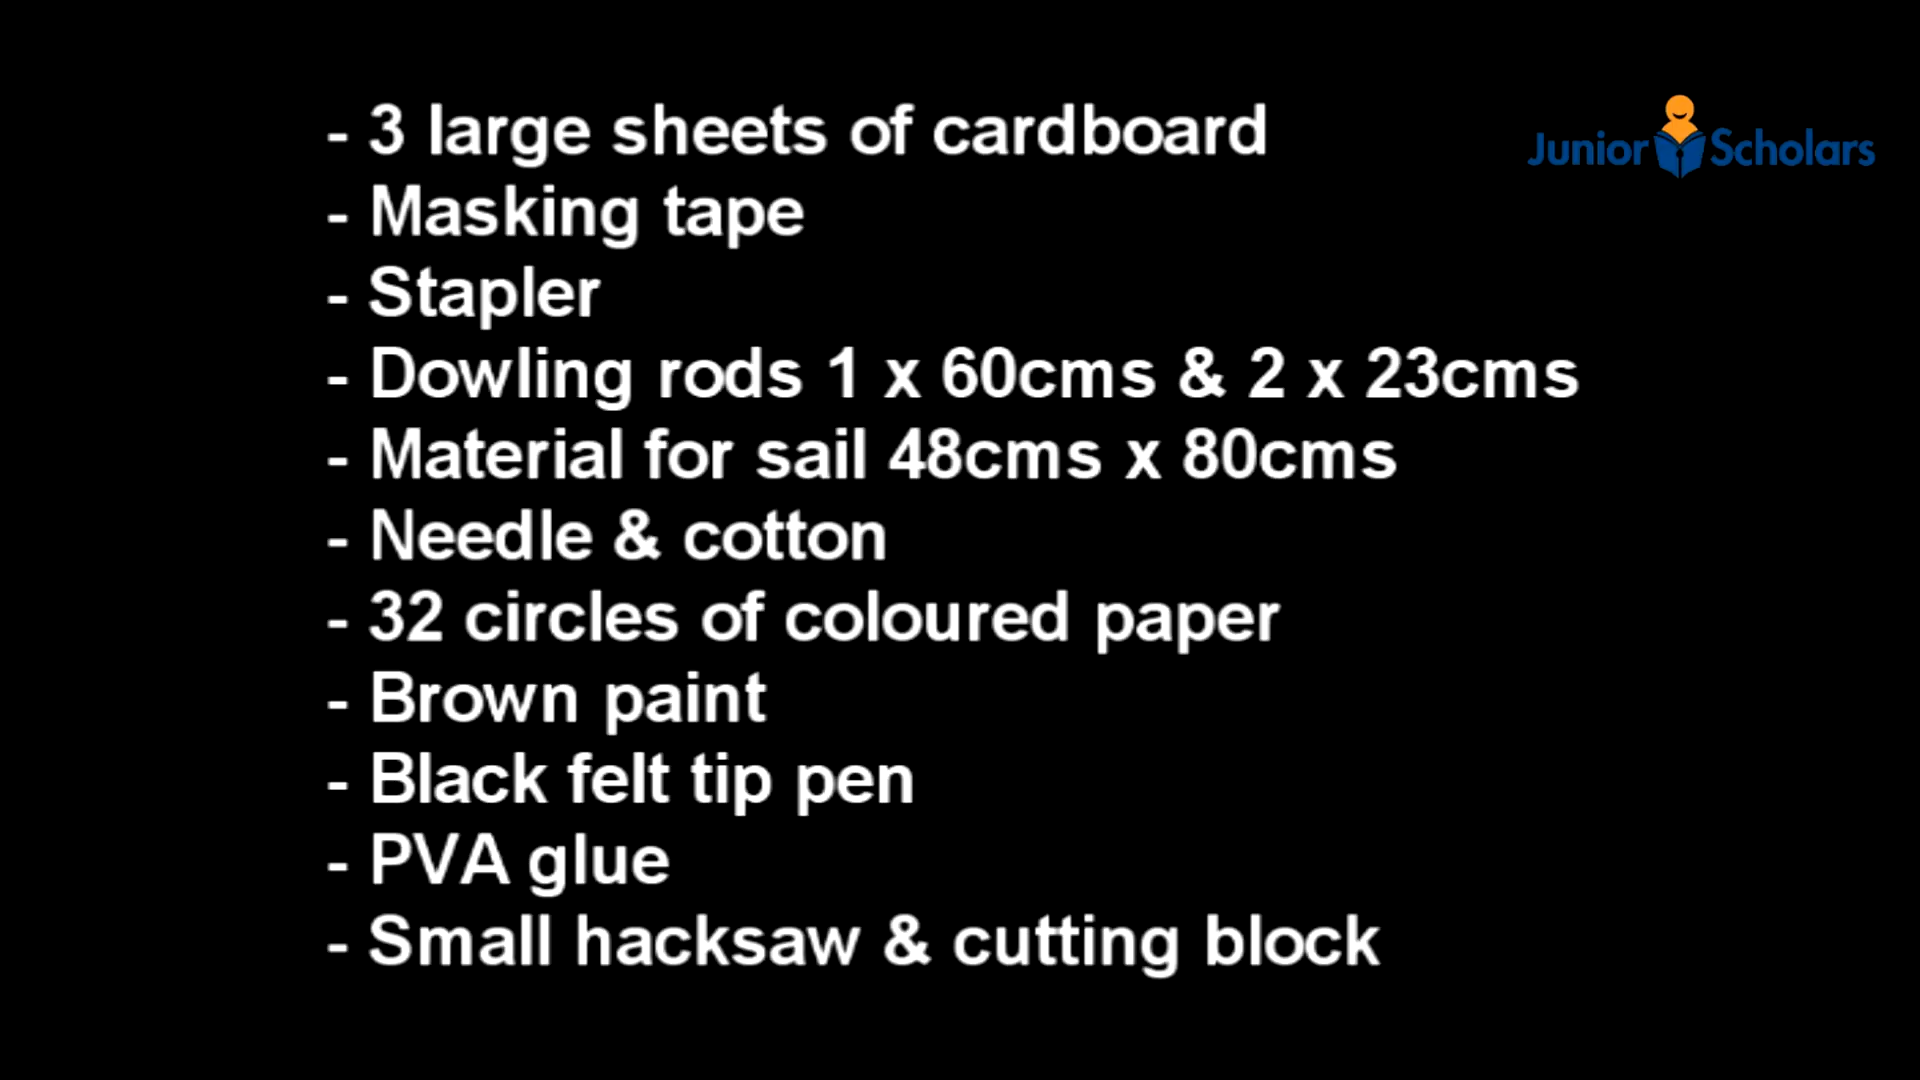 - 3 large sheets of cardboard
Junior Scholars
- Masking tape
- Stapler
- Dowling rods 1 x 60cms & 2 x 23cms
- Material for sail 48cms x 80cms
- Needle & cotton
- 32 circles of coloured paper
- Brown paint
- Black felt tip pen
- PVA glue
- Small hacksaw & cutting block